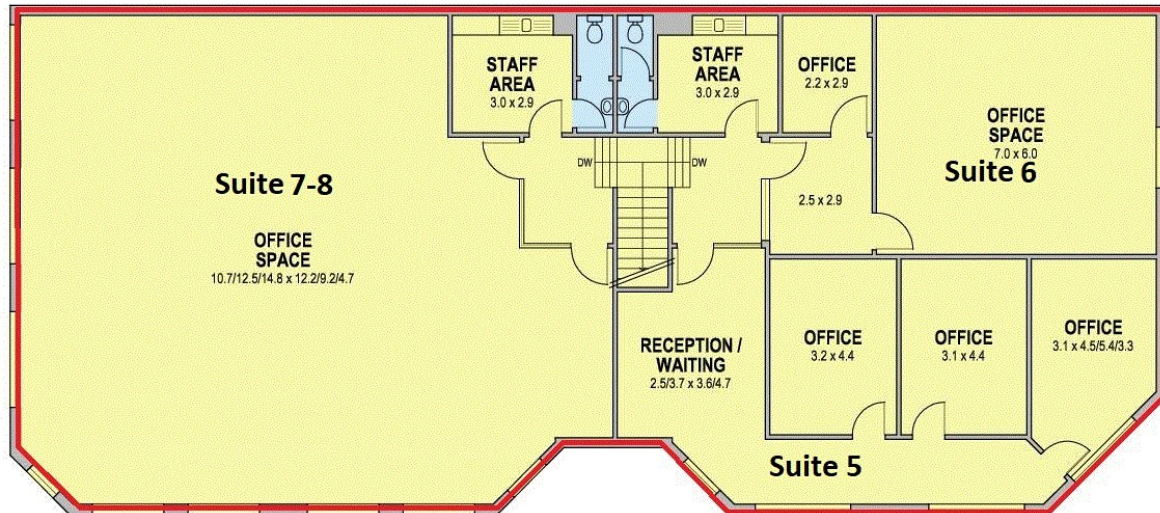 STAFF
AREA
3.0 x 2.9
STAFF
AREA
3.0 x 2.9
OFFICE
2.2 x 2.9
OFFICE
SPACE
7.0 x 6.0
Suite 6
DW
DW
Suite 7-8
2.5 x 2.9
OFFICE
SPACE
10.7/12.5/14.8 x 12.2/9.2/4.7
RECEPTION /
WAITING
2.5/3.7 x 3.6/4.7
OFFICE
3.2 x 4.4
OFFICE
3.1 x 4.4
OFFICE
3.1 x 4.5/5.4/3.3
Suite 5